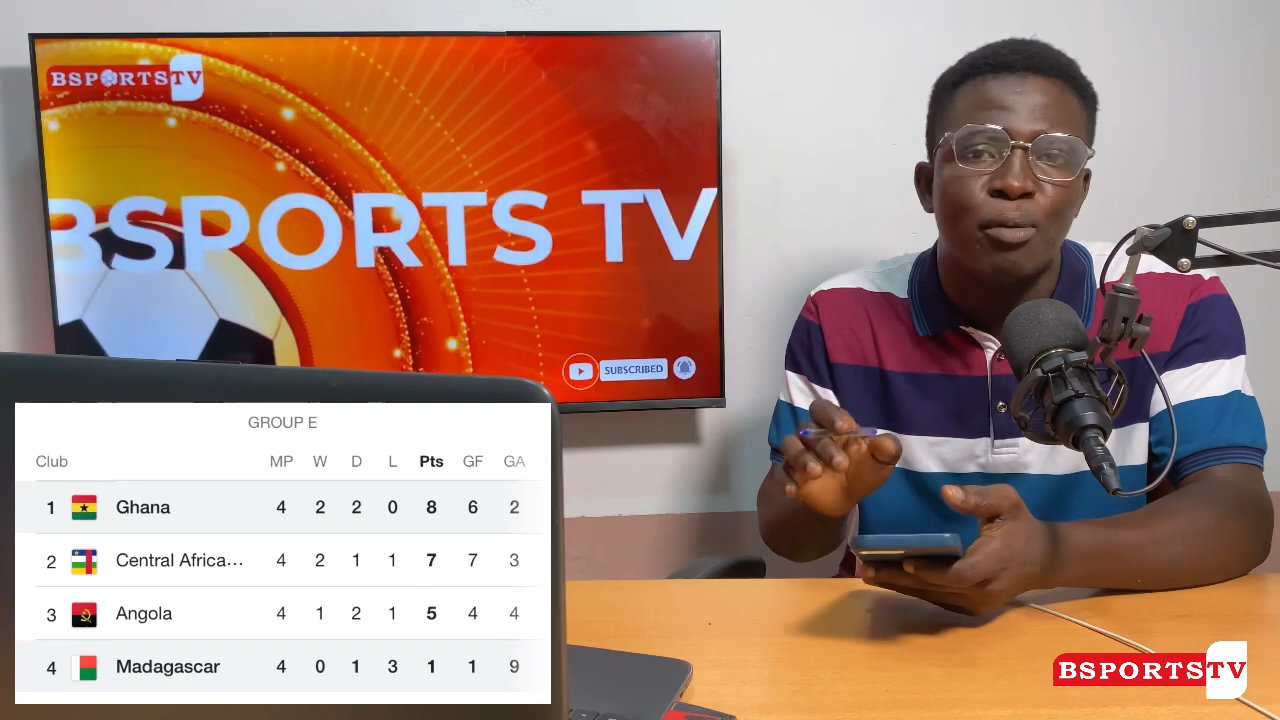 BSPORTSTV
BSPORTS TV
SUBSCRIBED
GROUP E
Club MP W D L Pts GF GA
1 Ghana 4 2 2 0 8 6 2
2 Central Africa... 4 2 1 1 7 7 3
3 Angola 4 1 2 1 5 4 4
4 Madagascar 4 0 1 3 1 1 9
BSPORTSTV